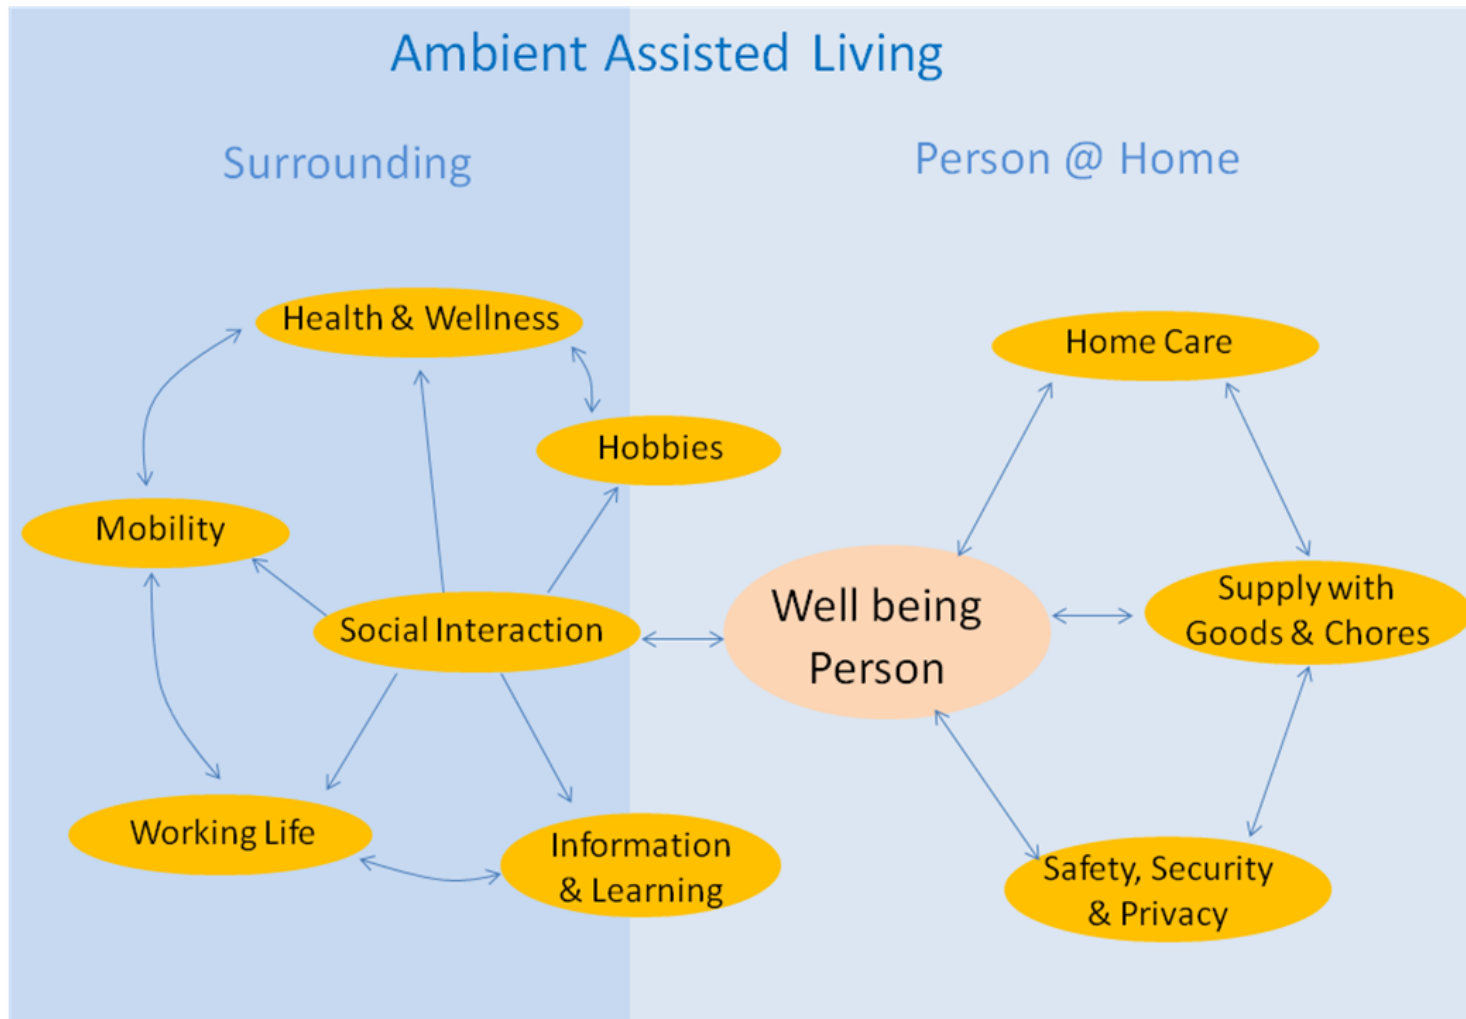 Ambient Assisted Living
Surrounding
Person @ Home
Health & Wellness
Home Care
Hobbies
Mobility
Social Interaction
Well being
Person
Supply with
Goods & Chores
Working Life
Information
& Learning
Safety, Security
& Privacy